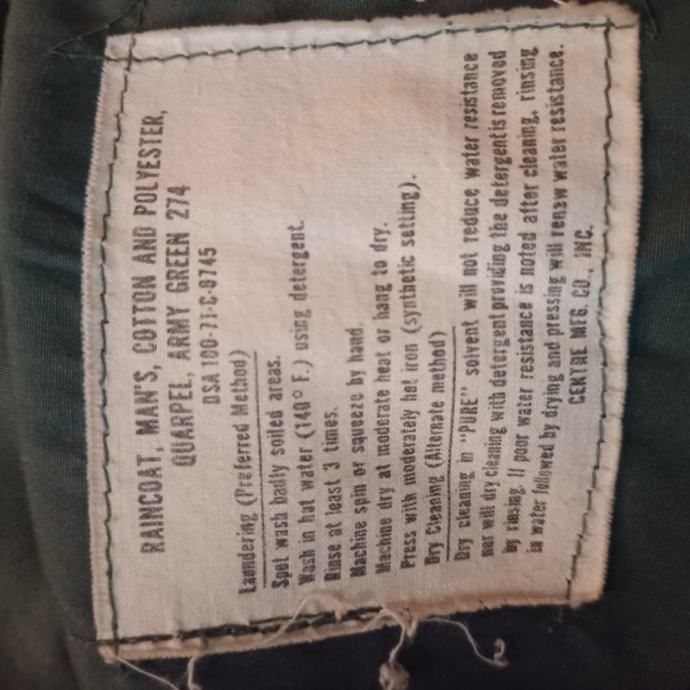 RAINCOAT, MAN'S, COTTON AND POLYESTER,
QUARPEL, ARMY GREEN 274
DSA 100-71-C-0745
Laundering (Preferred Method)
Spot wash badly soiled areas.
Wash in hot water (140° F.) using detergent.
Rinse at least 3 times.
Machine spin or squeeze by hand.
Machine dry at moderate heat or hang to dry.
Press with moderately hot iron (synthetic setting).
Dry Cleaning (Alternate method)
Dry cleaning in "PURE" solvent will not reduce water resistance
nor will dry cleaning with detergent providing the detergent is removed
by rinsing. If poor water resistance is noted after cleaning, rinsing
in water followed by drying and pressing will renew water resistance.
CENTRE MFG. CO., INC.